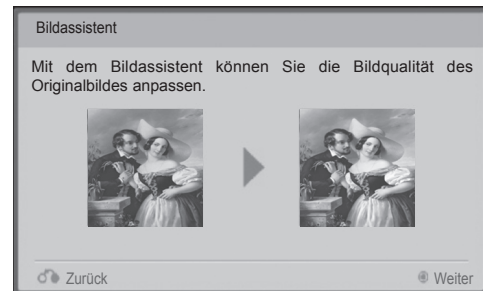 Bildassistent
Mit dem Bildassistent können Sie die Bildqualität des
Originalbildes anpassen.
Zurück
Weiter